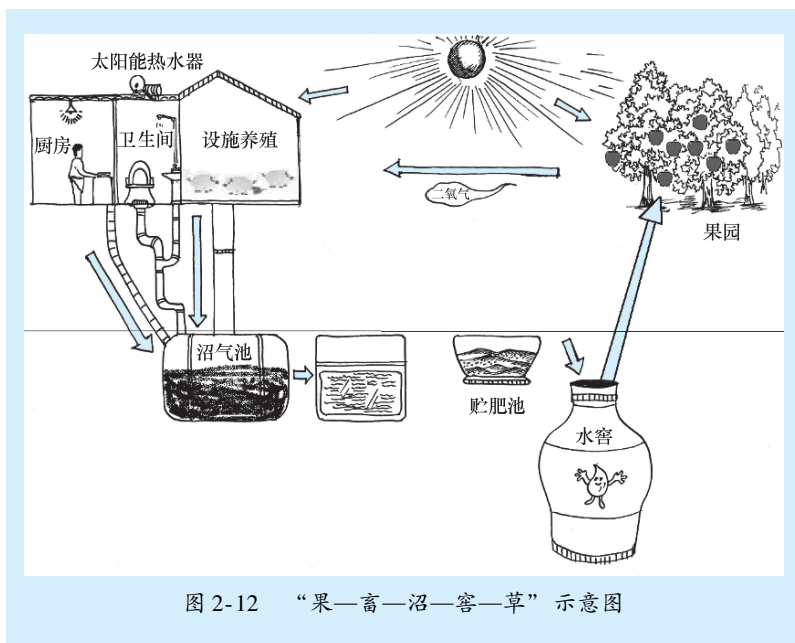 太阳能热水器
厨房
卫生间
设施养殖
二氧气
果园
沼气池
贮肥池
水窖
图2-12 “果—畜—沼—窖—草”示意图